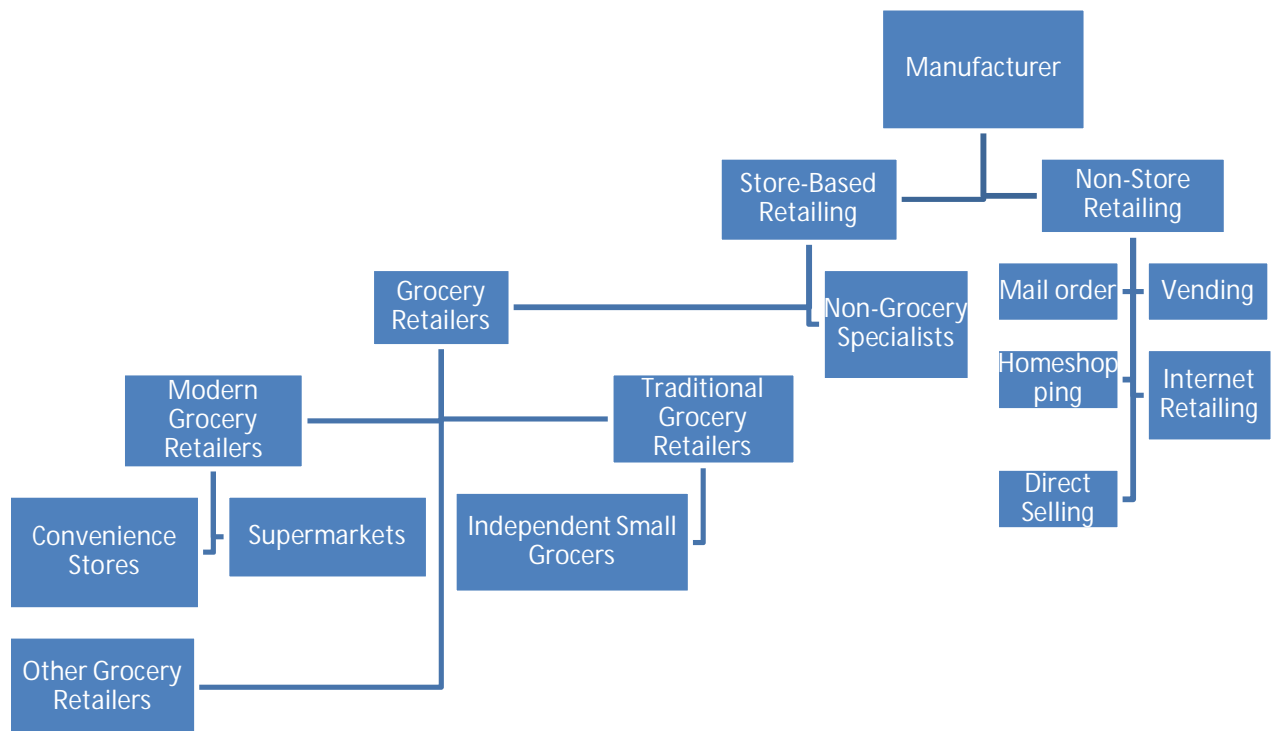 Manufacturer
Store-Based
Retailing
Non-Store
Retailing
Grocery
Retailers
Non-Grocery
Specialists
Mail order
Vending
Homeshop
ping
Internet
Retailing
Direct
Selling
Modern
Grocery
Retailers
Traditional
Grocery
Retailers
Convenience
Stores
Supermarkets
Independent Small
Grocers
Other Grocery
Retailers